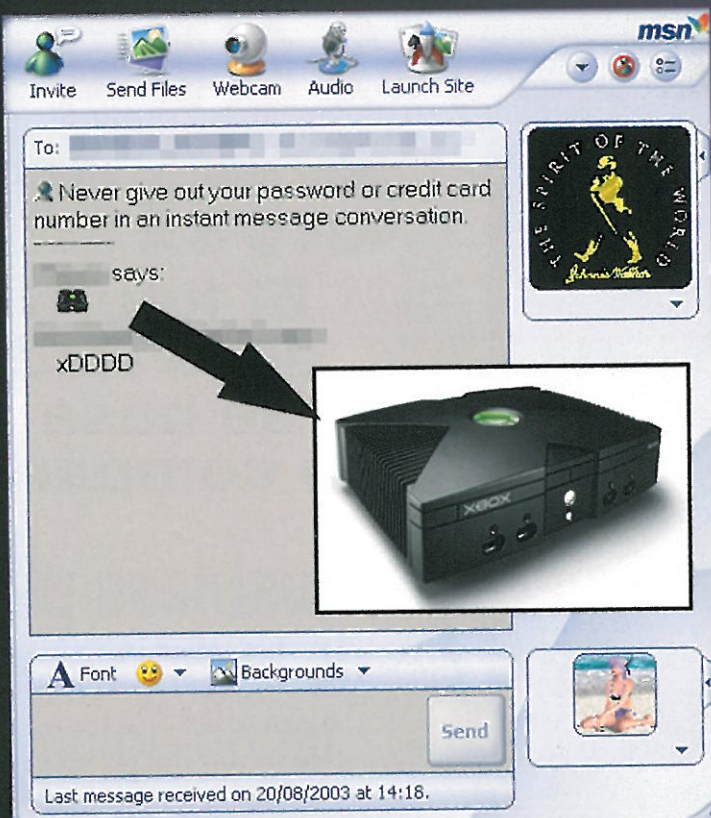 msn
Invite
Send Files
Webcam
Audio
Launch Site
To:
THE SPIRIT OF THE WORLD
Johnnie Walker
Never give out your password or credit card
number in an instant message conversation.
says:
xDDDD
XBOX
A Font
Backgrounds
Send
Last message received on 20/08/2003 at 14:18.